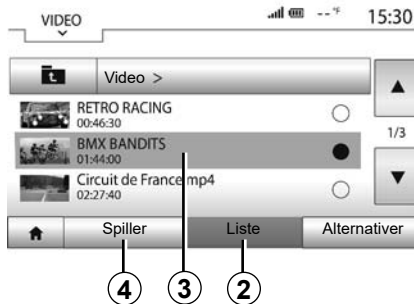 VIDEO --°F 15:30
Video >
RETRO RACING
00:46:30
BMX BANDITS
01:44:00
1/3
Circuit de France.mp4
02:27:40
Spiller Liste Alternativer
4 3 2